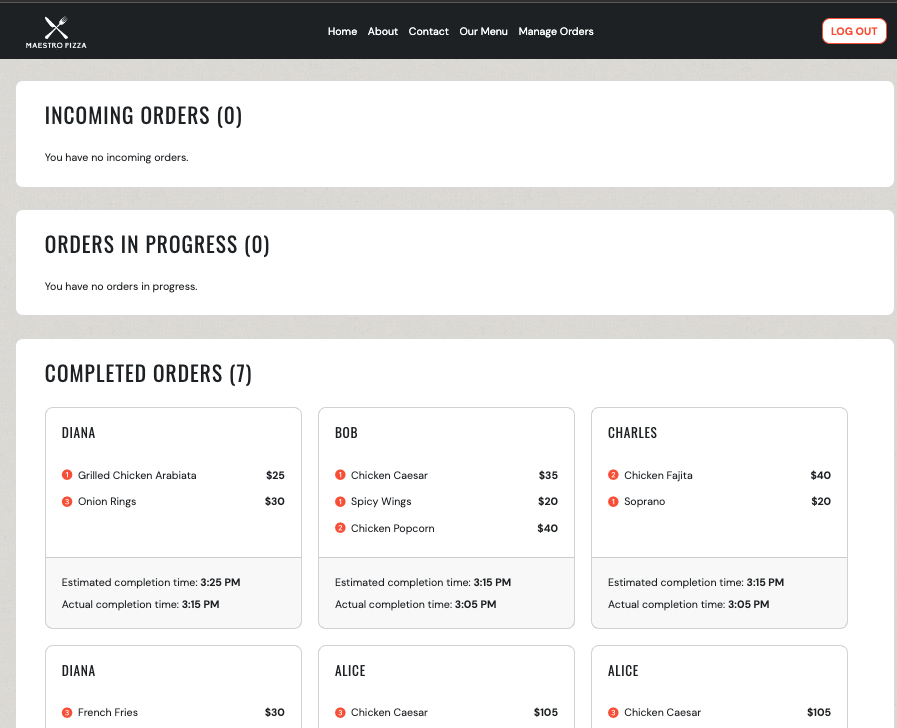 MAESTRO PIZZA
Home About Contact Our Menu Manage Orders
LOG OUT
INCOMING ORDERS (0)
You have no incoming orders.
ORDERS IN PROGRESS (0)
You have no orders in progress.
COMPLETED ORDERS (7)
DIANA
1 Grilled Chicken Arabiata $25
3 Onion Rings $30
Estimated completion time: 3:25 PM
Actual completion time: 3:15 PM
BOB
1 Chicken Caesar $35
1 Spicy Wings $20
2 Chicken Popcorn $40
Estimated completion time: 3:15 PM
Actual completion time: 3:05 PM
CHARLES
2 Chicken Fajita $40
1 Soprano $20
Estimated completion time: 3:15 PM
Actual completion time: 3:05 PM
DIANA
3 French Fries $30
ALICE
3 Chicken Caesar $105
ALICE
3 Chicken Caesar $105